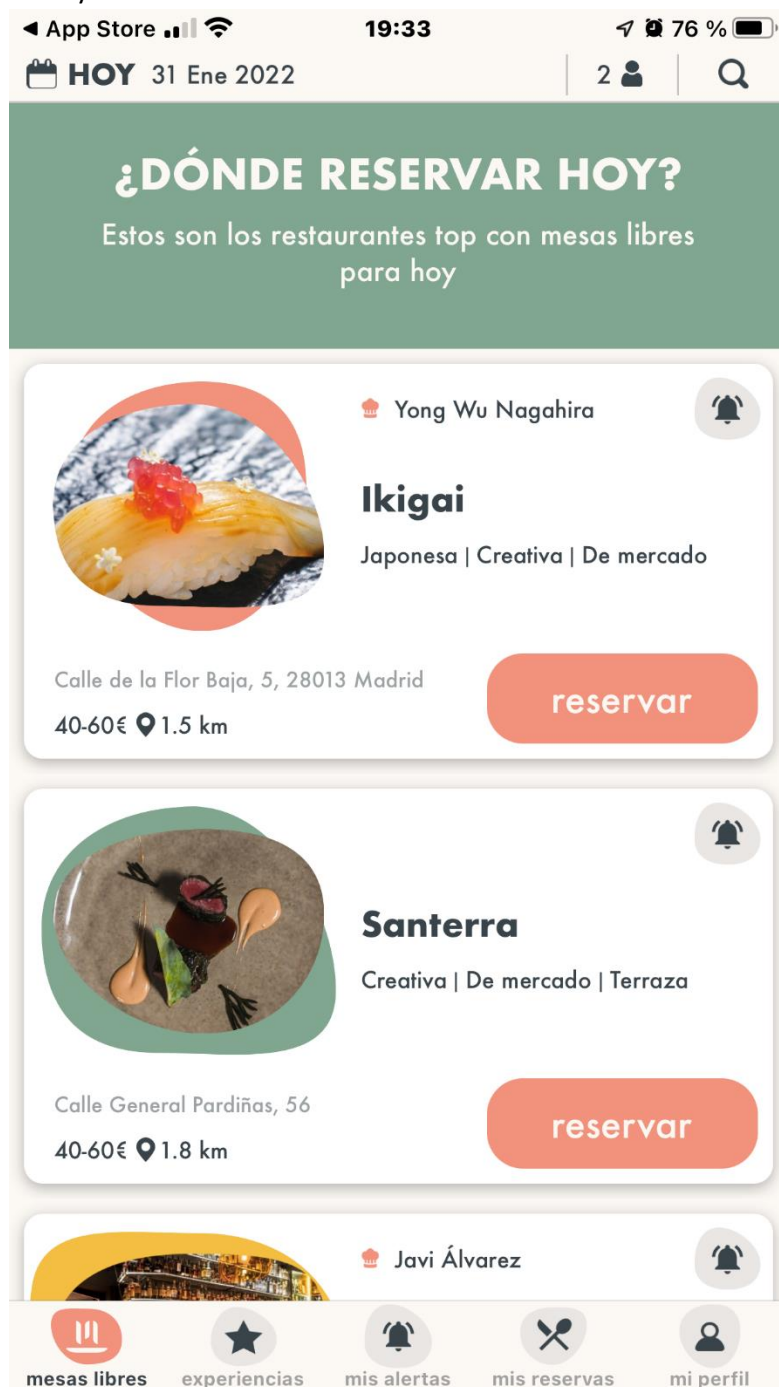 App Store
19:33
76 %
HOY 31 Ene 2022
2
¿DÓNDE RESERVAR HOY?
Estos son los restaurantes top con mesas libres
para hoy
Yong Wu Nagahira
Ikigai
Japonesa | Creativa | De mercado
Calle de la Flor Baja, 5, 28013 Madrid
40-60€ 1.5 km
reservar
Santerra
Creativa | De mercado | Terraza
Calle General Pardiñas, 56
40-60€ 1.8 km
reservar
Javi Álvarez
mesas libres
experiencias
mis alertas
mis reservas
mi perfil